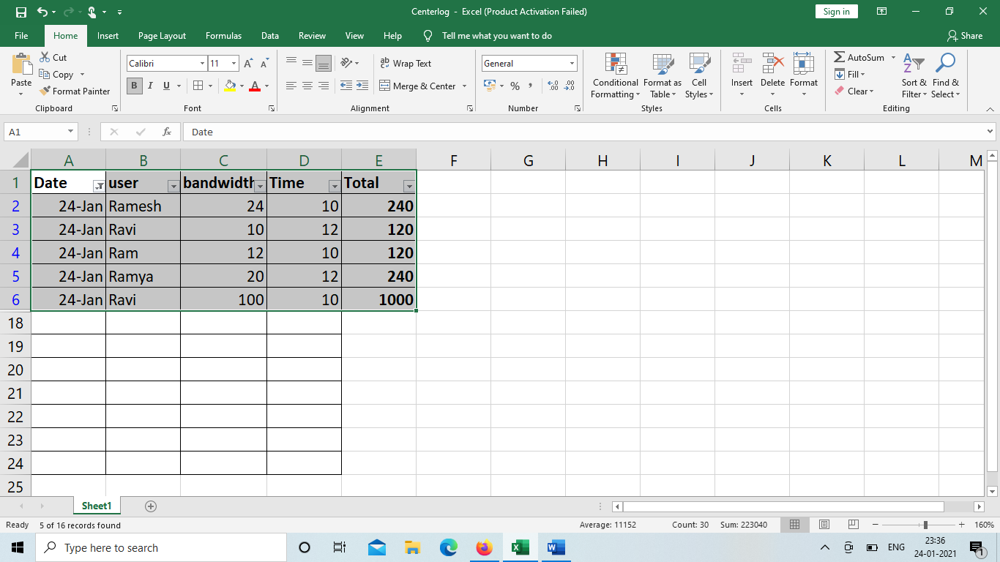 Centerlog - Excel (Product Activation Failed)
Sign in
File Home Insert Page Layout Formulas Data Review View Help Tell me what you want to do Share
Paste
Cut
Copy
Format Painter
Clipboard
Calibri 11
B I U
Font
Wrap Text
Merge & Center
Alignment
General
Number
Conditional Formatting
Format as Table
Cell Styles
Styles
Insert Delete Format
Cells
AutoSum
Fill
Clear
Sort & Filter
Find & Select
Editing
A1 fx Date
A B C D E F G H I J K L M
1 Date user bandwidth Time Total
2 24-Jan Ramesh 24 10 240
3 24-Jan Ravi 10 12 120
4 24-Jan Ram 12 10 120
5 24-Jan Ramya 20 12 240
6 24-Jan Ravi 100 10 1000
18
19
20
21
22
23
24
25
Sheet1
Ready 5 of 16 records found Average: 11152 Count: 30 Sum: 223040 160%
Type here to search
ENG
23:36
24-01-2021
1